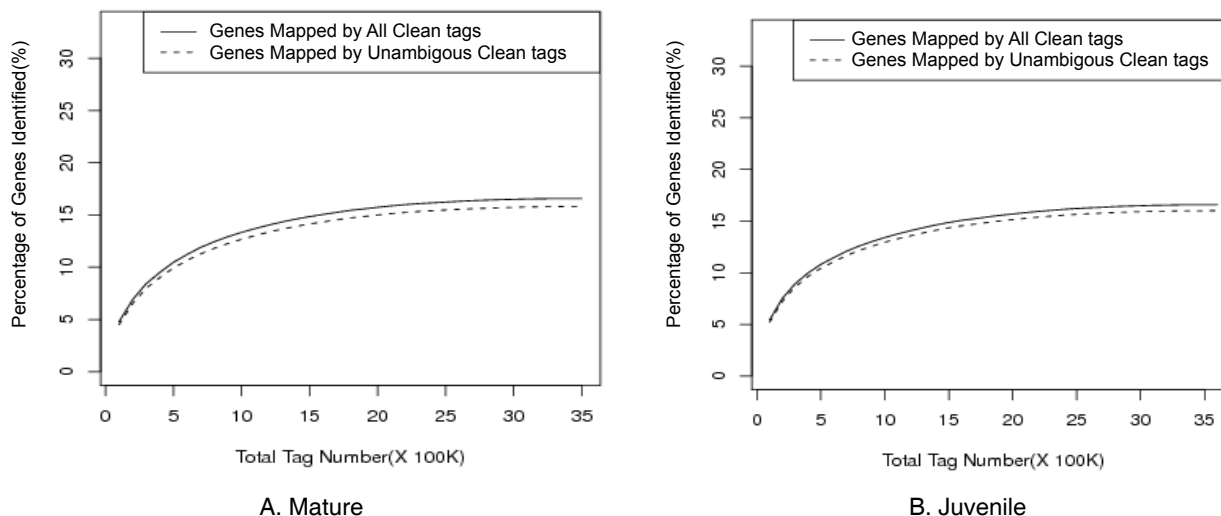 Genes Mapped by All Clean tags
Genes Mapped by Unambigous Clean tags
Percentage of Genes Identified(%)
30
25
20
15
10
5
0
0 5 10 15 20 25 30 35
Total Tag Number(X 100K)
A. Mature
Genes Mapped by All Clean tags
Genes Mapped by Unambigous Clean tags
Percentage of Genes Identified(%)
30
25
20
15
10
5
0
0 5 10 15 20 25 30 35
Total Tag Number(X 100K)
B. Juvenile